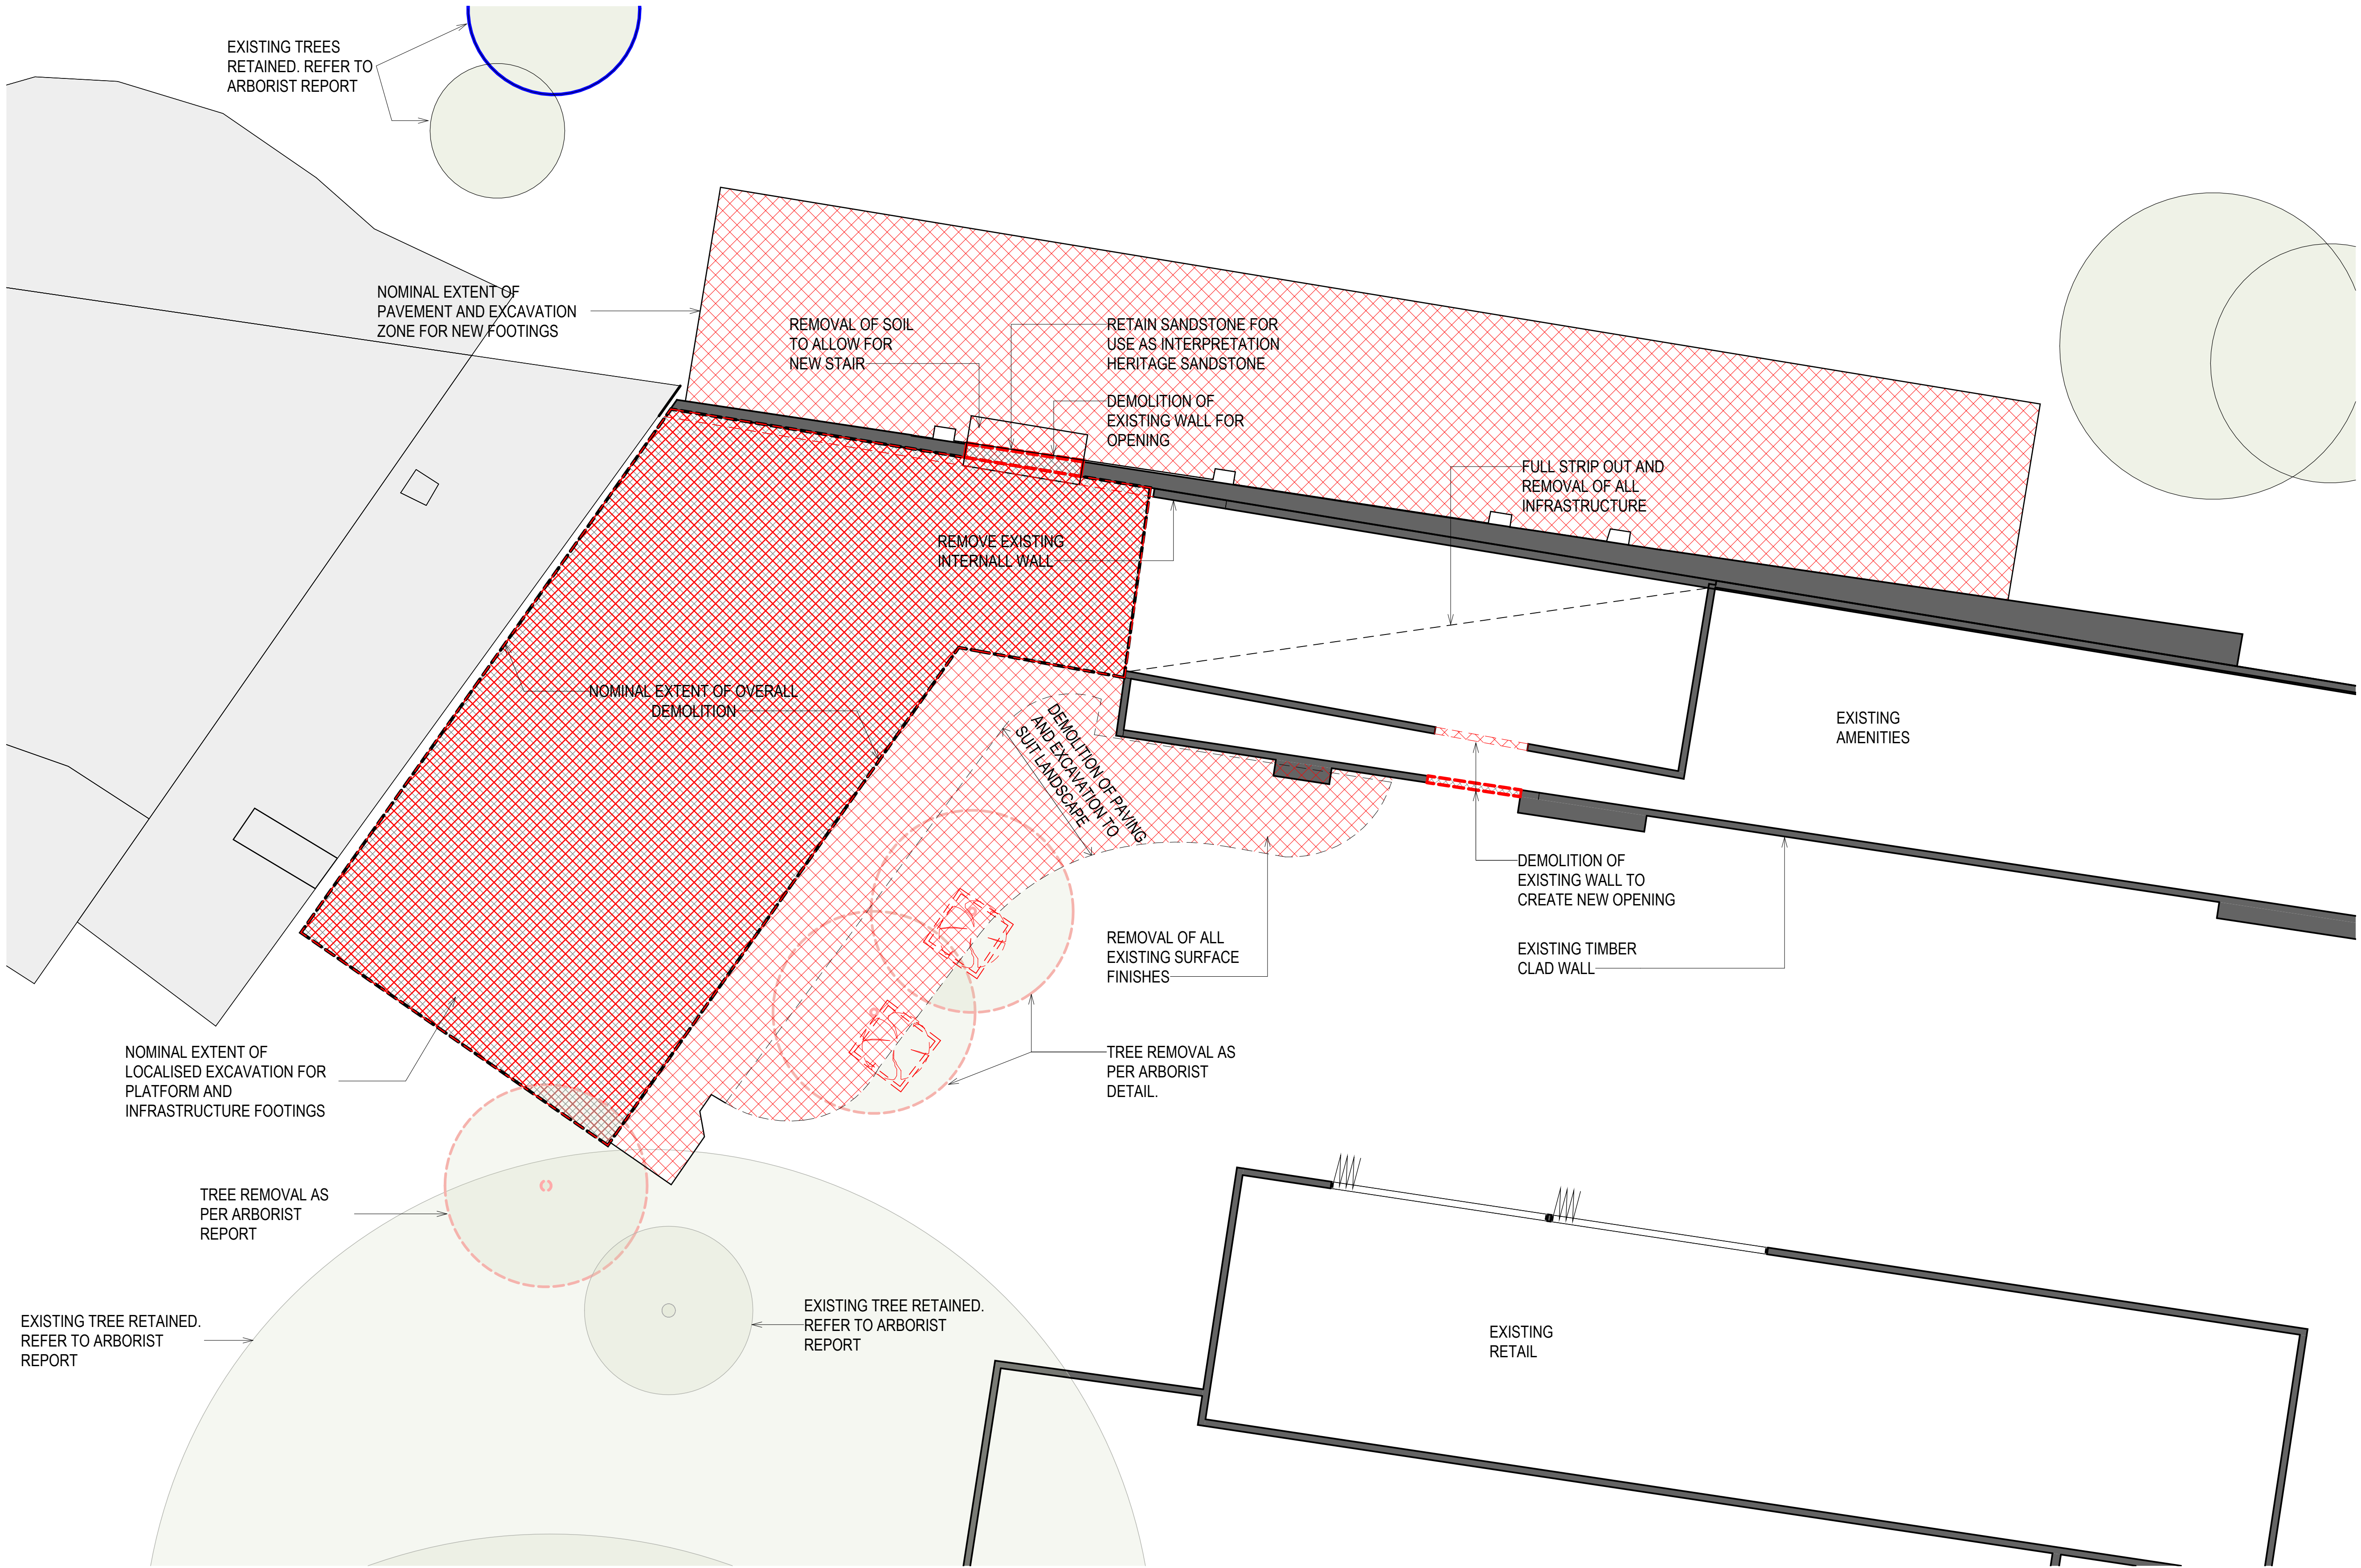 EXISTING TREES
RETAINED. REFER TO
ARBORIST REPORT
NOMINAL EXTENT OF
PAVEMENT AND EXCAVATION
ZONE FOR NEW FOOTINGS
REMOVAL OF SOIL
TO ALLOW FOR
NEW STAIR
RETAIN SANDSTONE FOR
USE AS INTERPRETATION
HERITAGE SANDSTONE
DEMOLITION OF
EXISTING WALL FOR
OPENING
FULL STRIP OUT AND
REMOVAL OF ALL
INFRASTRUCTURE
REMOVE EXISTING
INTERNALL WALL
NOMINAL EXTENT OF OVERALL
DEMOLITION
DEMOLITION OF PAVING
AND EXCAVATION TO
SUIT LANDSCAPE
EXISTING
AMENITIES
DEMOLITION OF
EXISTING WALL TO
CREATE NEW OPENING
REMOVAL OF ALL
EXISTING SURFACE
FINISHES
EXISTING TIMBER
CLAD WALL
NOMINAL EXTENT OF
LOCALISED EXCAVATION FOR
PLATFORM AND
INFRASTRUCTURE FOOTINGS
TREE REMOVAL AS
PER ARBORIST
DETAIL.
TREE REMOVAL AS
PER ARBORIST
REPORT
EXISTING TREE RETAINED.
REFER TO ARBORIST
REPORT
EXISTING TREE RETAINED.
REFER TO ARBORIST
REPORT
EXISTING
RETAIL